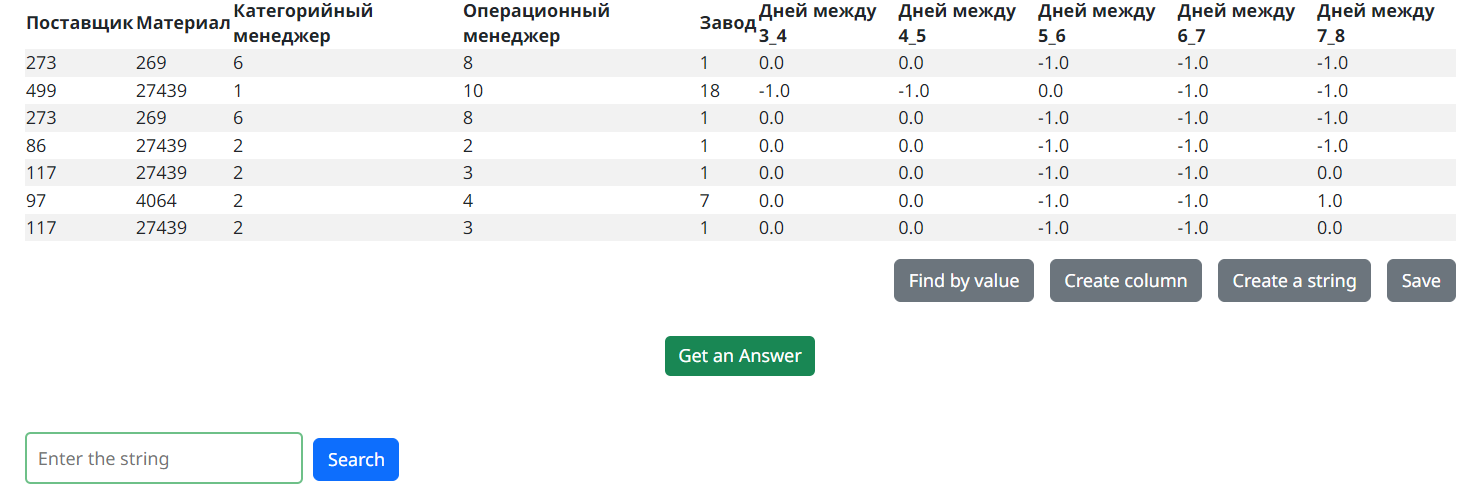 Поставщик Материал Категорийный менеджер Операционный менеджер Завод Дней между 3_4 Дней между 4_5 Дней между 5_6 Дней между 6_7 Дней между 7_8
273 269 6 8 1 0.0 0.0 -1.0 -1.0 -1.0
499 27439 1 10 18 -1.0 -1.0 0.0 -1.0 -1.0
273 269 6 8 1 0.0 0.0 -1.0 -1.0 -1.0
86 27439 2 2 1 0.0 0.0 -1.0 -1.0 -1.0
117 27439 2 3 1 0.0 0.0 -1.0 -1.0 0.0
97 4064 2 4 7 0.0 0.0 -1.0 -1.0 1.0
117 27439 2 3 1 0.0 0.0 -1.0 -1.0 0.0
Find by value Create column Create a string Save
Get an Answer
Enter the string Search